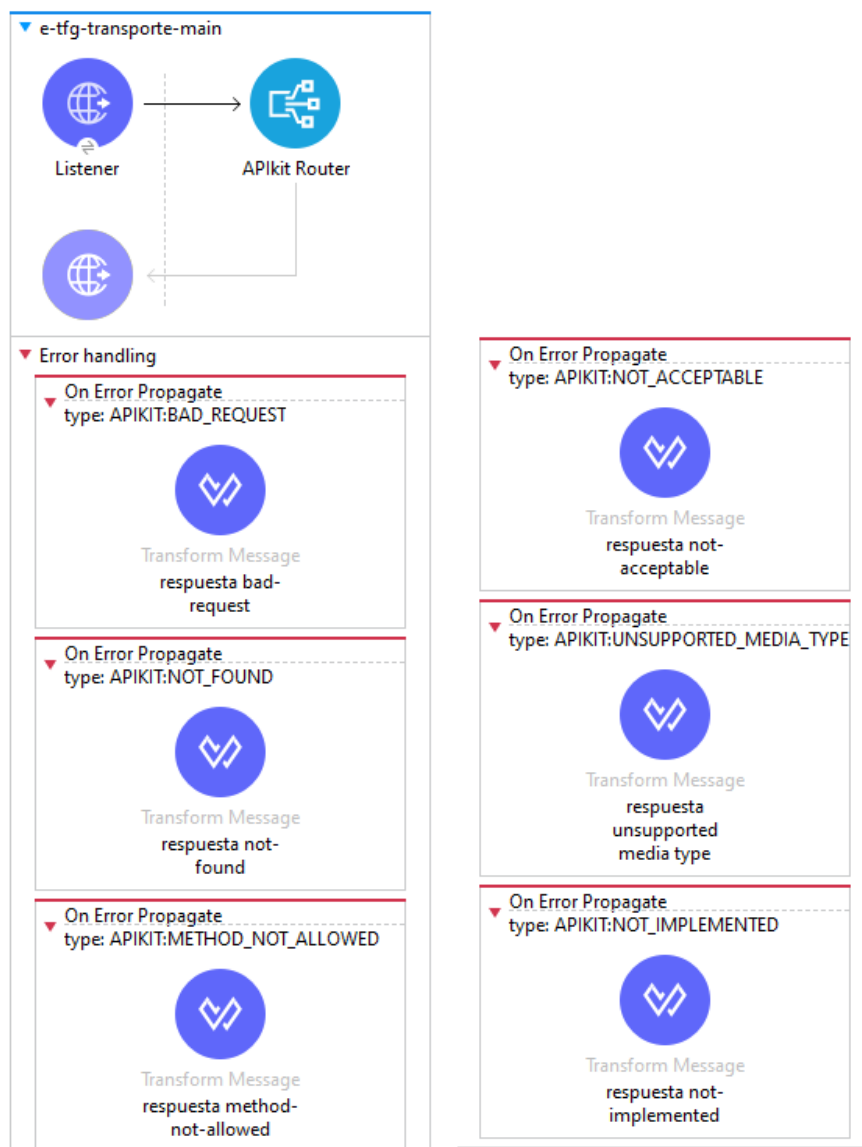 e-tfg-transporte-main
Listener
APIkit Router
Error handling
On Error Propagate
type: APIKIT:BAD_REQUEST
Transform Message
respuesta bad-
request
On Error Propagate
type: APIKIT:NOT_FOUND
Transform Message
respuesta not-
found
On Error Propagate
type: APIKIT:METHOD_NOT_ALLOWED
Transform Message
respuesta method-
not-allowed
On Error Propagate
type: APIKIT:NOT_ACCEPTABLE
Transform Message
respuesta not-
acceptable
On Error Propagate
type: APIKIT:UNSUPPORTED_MEDIA_TYPE
Transform Message
respuesta
unsupported
media type
On Error Propagate
type: APIKIT:NOT_IMPLEMENTED
Transform Message
respuesta not-
implemented